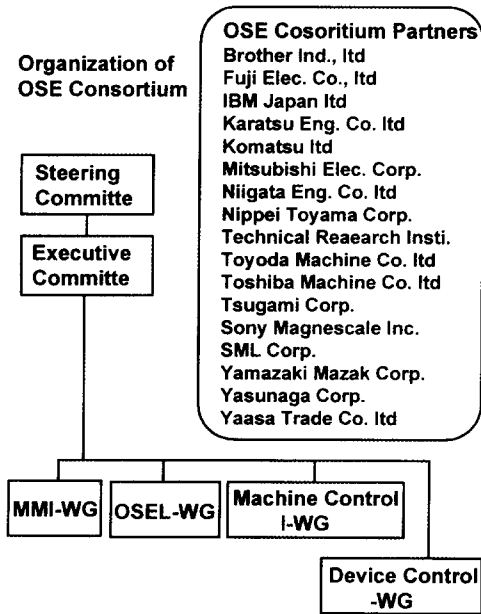 Organization of
OSE Consortium
Steering
Committe
Executive
Committe
OSE Cosoritium Partners
Brother Ind., ltd
Fuji Elec. Co., ltd
IBM Japan ltd
Karatsu Eng. Co. ltd
Komatsu ltd
Mitsubishi Elec. Corp.
Niigata Eng. Co. ltd
Nippei Toyama Corp.
Technical Reaearch Insti.
Toyoda Machine Co. ltd
Toshiba Machine Co. ltd
Tsugami Corp.
Sony Magnescale Inc.
SML Corp.
Yamazaki Mazak Corp.
Yasunaga Corp.
Yaasa Trade Co. ltd
MMI-WG
OSEL-WG
Machine Control
I-WG
Device Control
-WG